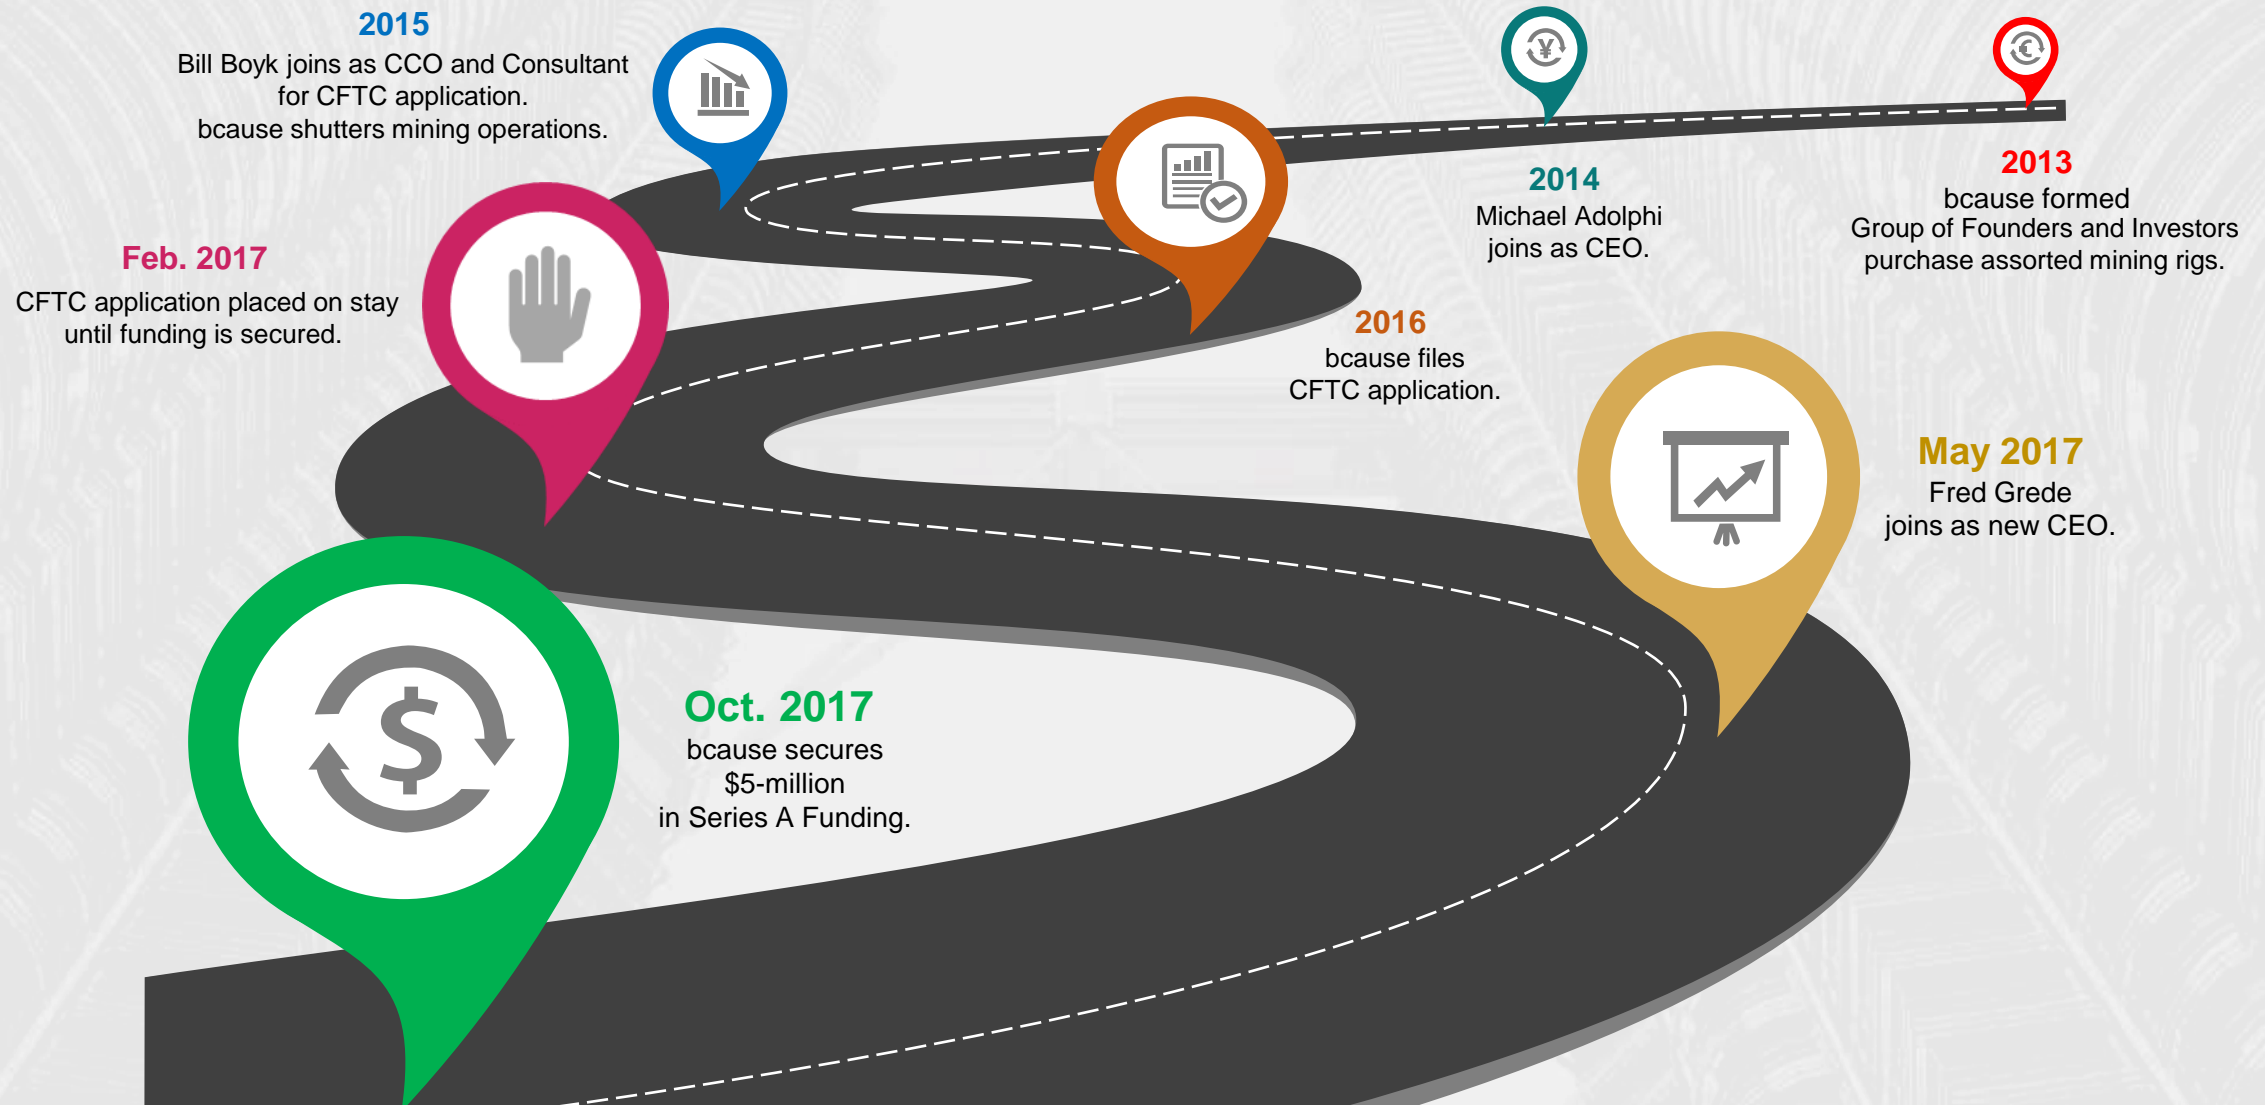 2015
Bill Boyk joins as CCO and Consultant
for CFTC application.
bcause shutters mining operations.
2014
Michael Adolphi
joins as CEO.
2013
bcause formed
Group of Founders and Investors
purchase assorted mining rigs.
Feb. 2017
CFTC application placed on stay
until funding is secured.
2016
bcause files
CFTC application.
May 2017
Fred Grede
joins as new CEO.
Oct. 2017
bcause secures
$5-million
in Series A Funding.
¥
€
$